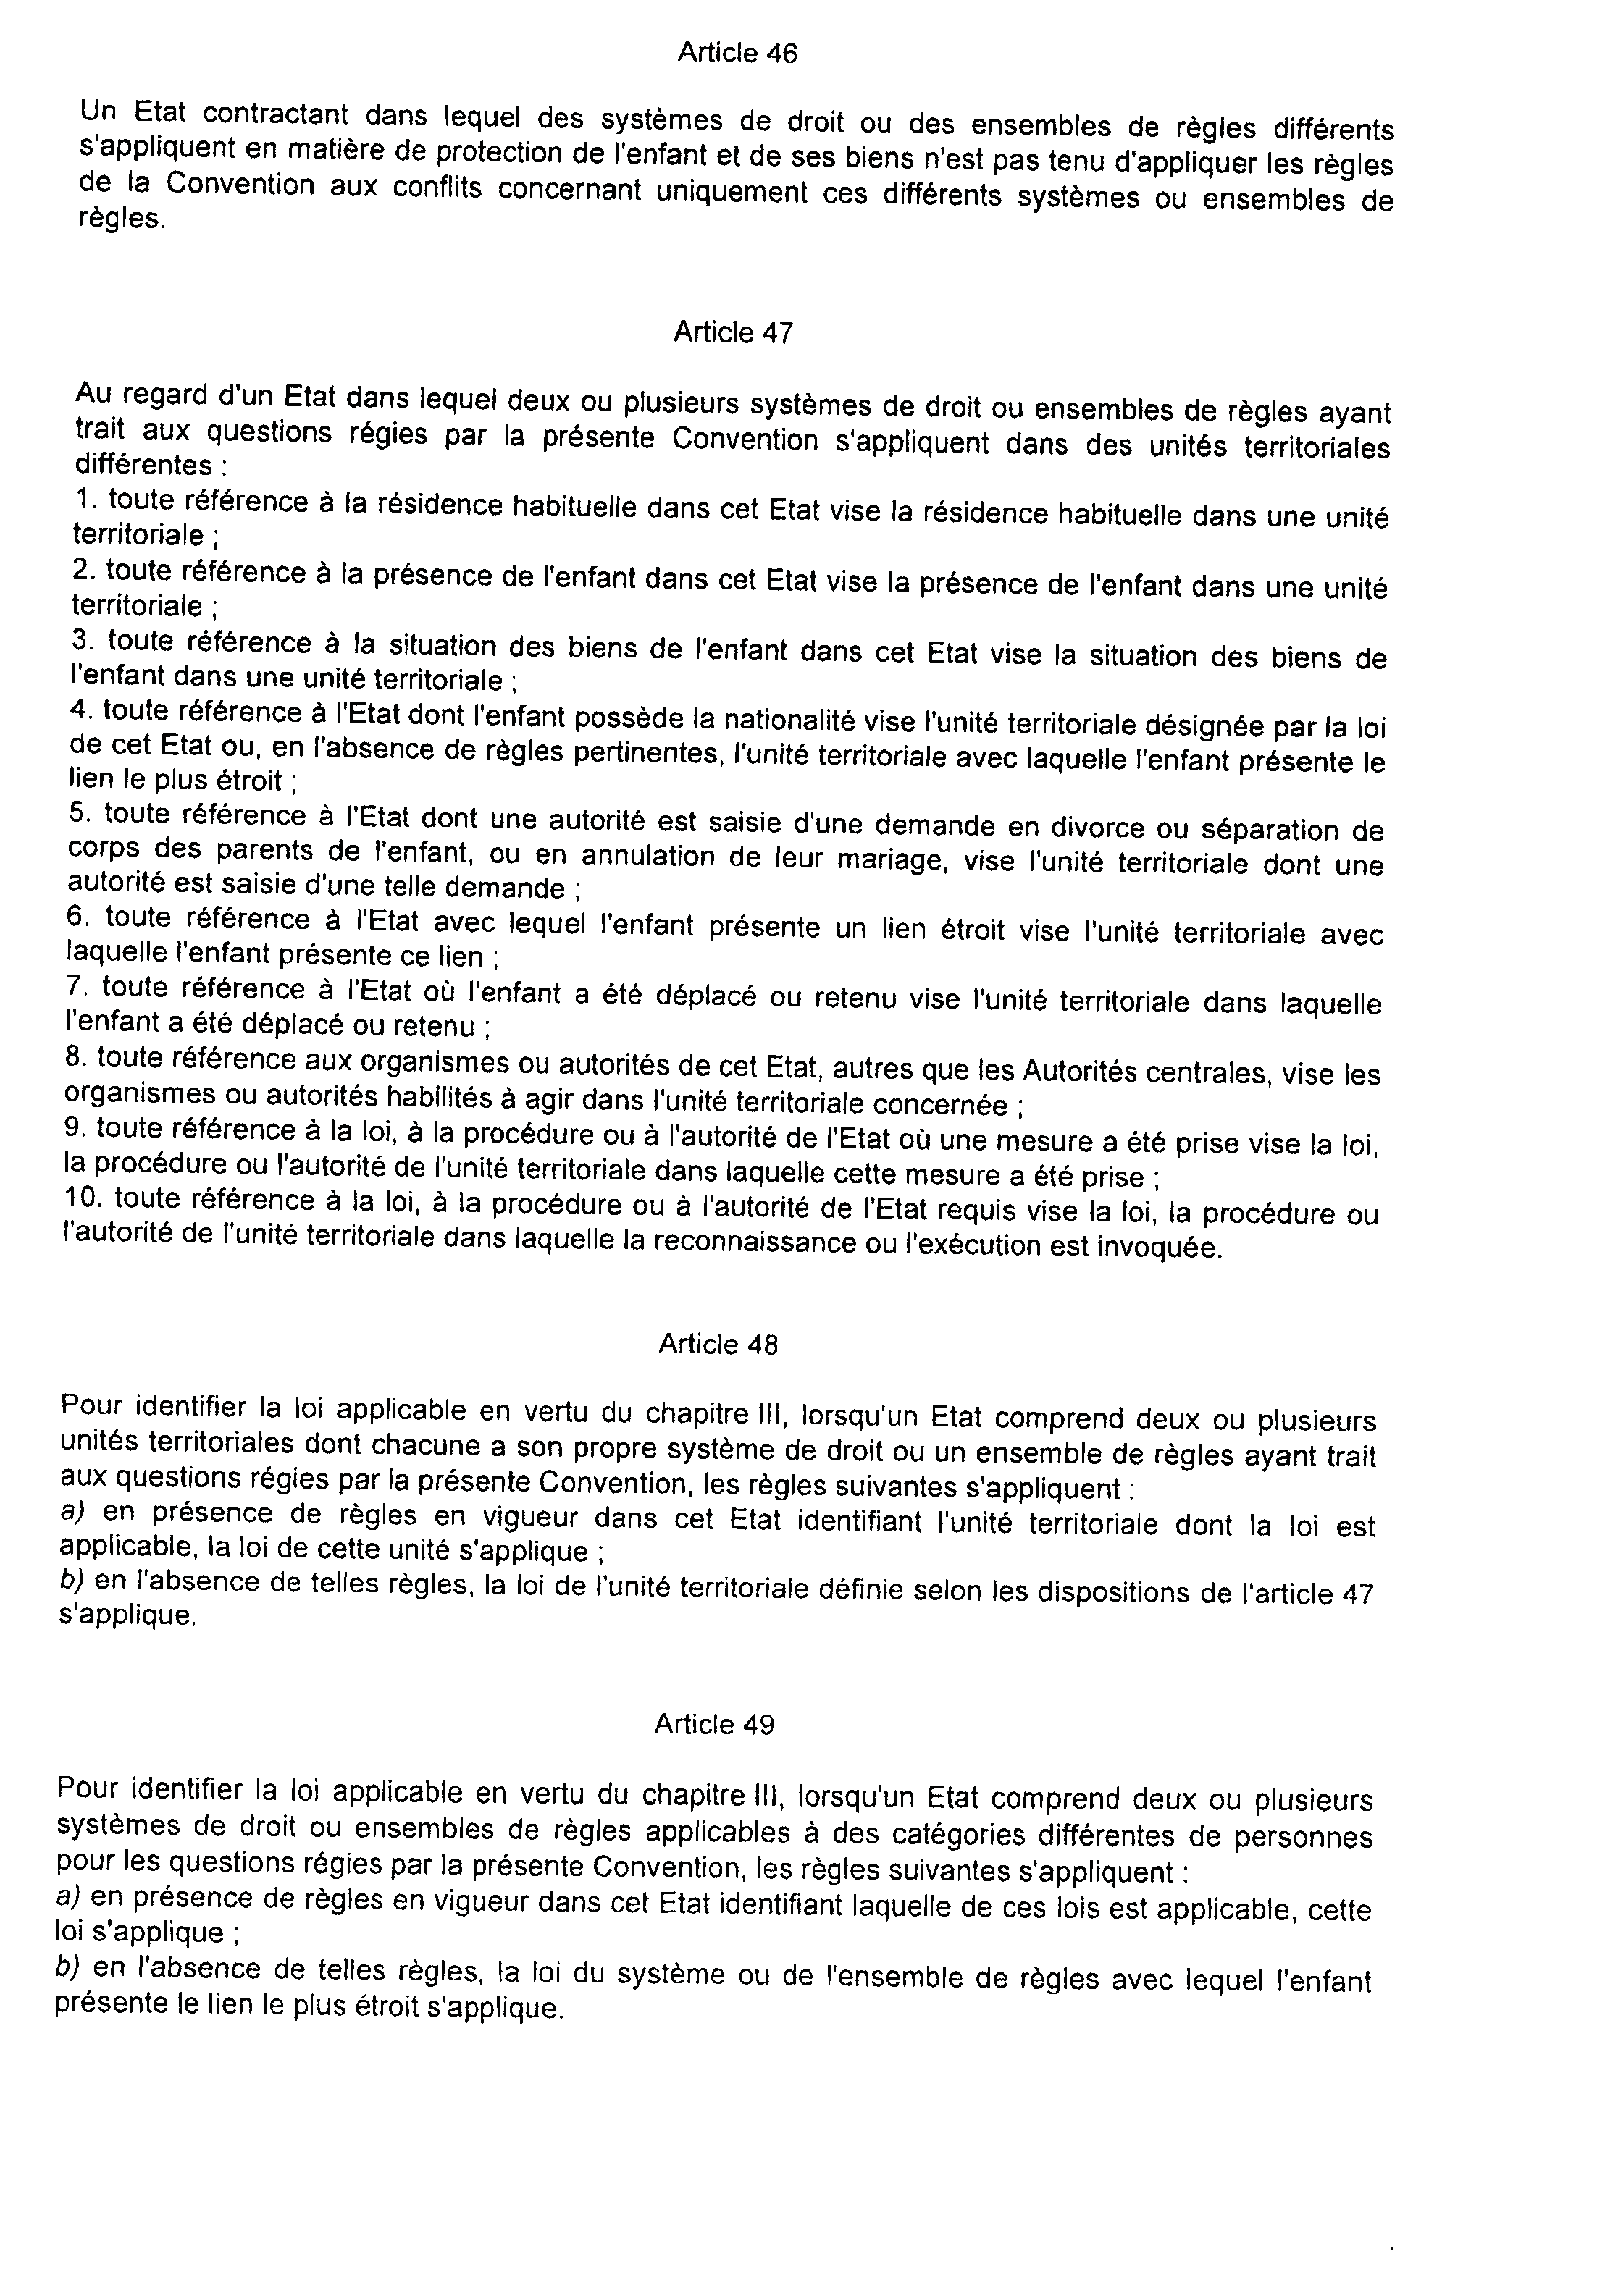 Article 46
Un Etat contractant dans lequel des systèmes de droit ou des ensembles de règles différents
s'appliquent en matière de protection de l'enfant et de ses biens n'est pas tenu d'appliquer les règles
de la Convention aux conflits concernant uniquement ces différents systèmes ou ensembles de
règles.
Article 47
Au regard d'un Etat dans lequel deux ou plusieurs systèmes de droit ou ensembles de règles ayant
trait aux questions régies par la présente Convention s'appliquent dans des unités territoriales
différentes :
1. toute référence à la résidence habituelle dans cet Etat vise la résidence habituelle dans une unité
territoriale ;
2. toute référence à la présence de l'enfant dans cet Etat vise la présence de l'enfant dans une unité
territoriale ;
3. toute référence à la situation des biens de l'enfant dans cet Etat vise la situation des biens de
l'enfant dans une unité territoriale ;
4. toute référence à l'Etat dont l'enfant possède la nationalité vise l'unité territoriale désignée par la loi
de cet Etat ou, en l'absence de règles pertinentes, l'unité territoriale avec laquelle l'enfant présente le
lien le plus étroit ;
5. toute référence à l'Etat dont une autorité est saisie d'une demande en divorce ou séparation de
corps des parents de l'enfant, ou en annulation de leur mariage, vise l'unité territoriale dont une
autorité est saisie d'une telle demande ;
6. toute référence à l'Etat avec lequel l'enfant présente un lien étroit vise l'unité territoriale avec
laquelle l'enfant présente ce lien ;
7. toute référence à l'Etat où l'enfant a été déplacé ou retenu vise l'unité territoriale dans laquelle
l'enfant a été déplacé ou retenu ;
8. toute référence aux organismes ou autorités de cet Etat, autres que les Autorités centrales, vise les
organismes ou autorités habilités à agir dans l'unité territoriale concernée ;
9. toute référence à la loi, à la procédure ou à l'autorité de l'Etat où une mesure a été prise vise la loi,
la procédure ou l'autorité de l'unité territoriale dans laquelle cette mesure a été prise ;
10. toute référence à la loi, à la procédure ou à l'autorité de l'Etat requis vise la loi, la procédure ou
l'autorité de l'unité territoriale dans laquelle la reconnaissance ou l'exécution est invoquée.
Article 48
Pour identifier la loi applicable en vertu du chapitre III, lorsqu'un Etat comprend deux ou plusieurs
unités territoriales dont chacune a son propre système de droit ou un ensemble de règles ayant trait
aux questions régies par la présente Convention, les règles suivantes s'appliquent :
a) en présence de règles en vigueur dans cet Etat identifiant l'unité territoriale dont la loi est
applicable, la loi de cette unité s'applique ;
b) en l'absence de telles règles, la loi de l'unité territoriale définie selon les dispositions de l'article 47
s'applique.
Article 49
Pour identifier la loi applicable en vertu du chapitre III, lorsqu'un Etat comprend deux ou plusieurs
systèmes de droit ou ensembles de règles applicables à des catégories différentes de personnes
pour les questions régies par la présente Convention, les règles suivantes s'appliquent :
a) en présence de règles en vigueur dans cet Etat identifiant laquelle de ces lois est applicable, cette
loi s'applique ;
b) en l'absence de telles règles, la loi du système ou de l'ensemble de règles avec lequel l'enfant
présente le lien le plus étroit s'applique.